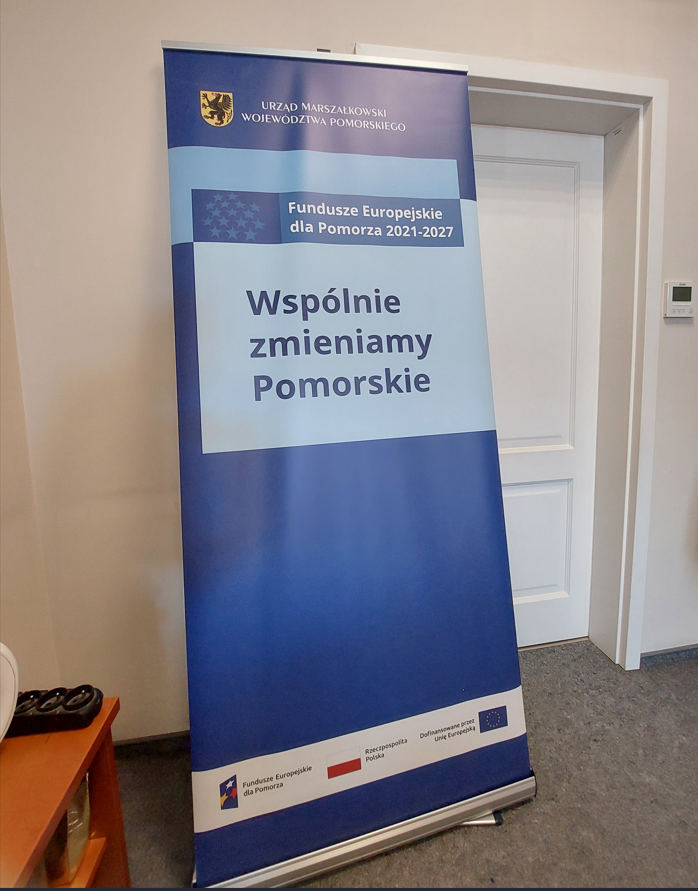 URZĄD MARSZAŁKOWSKI
WOJEWÓDZTWA POMORSKIEGO
Fundusze Europejskie
dla Pomorza 2021-2027
Wspólnie
zmieniamy
Pomorskie
Fundusze Europejskie
dla Pomorza
Rzeczpospolita
Polska
Dofinansowane przez
Unię Europejską